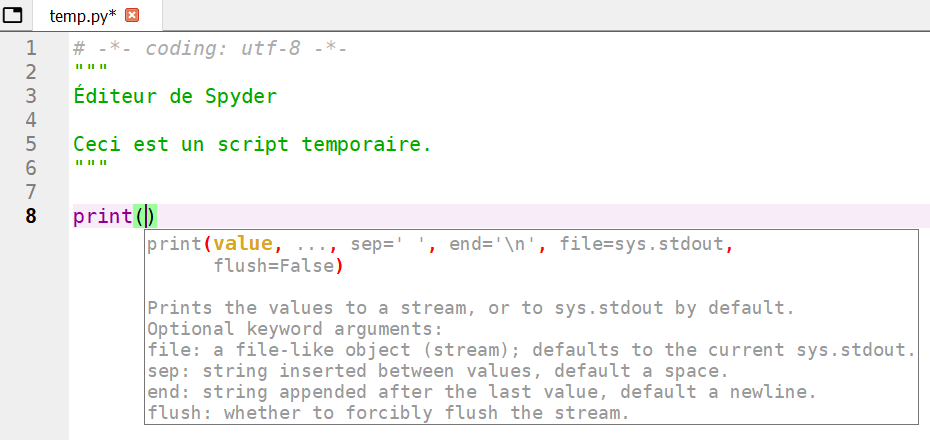 temp.py*
1 # -*- coding: utf-8 -*-
2 """
3 Éditeur de Spyder
4
5 Ceci est un script temporaire.
6 """
7
8 print()
print(value, ..., sep=' ', end='\n', file=sys.stdout,
flush=False)
Prints the values to a stream, or to sys.stdout by default.
Optional keyword arguments:
file: a file-like object (stream); defaults to the current sys.stdout.
sep: string inserted between values, default a space.
end: string appended after the last value, default a newline.
flush: whether to forcibly flush the stream.